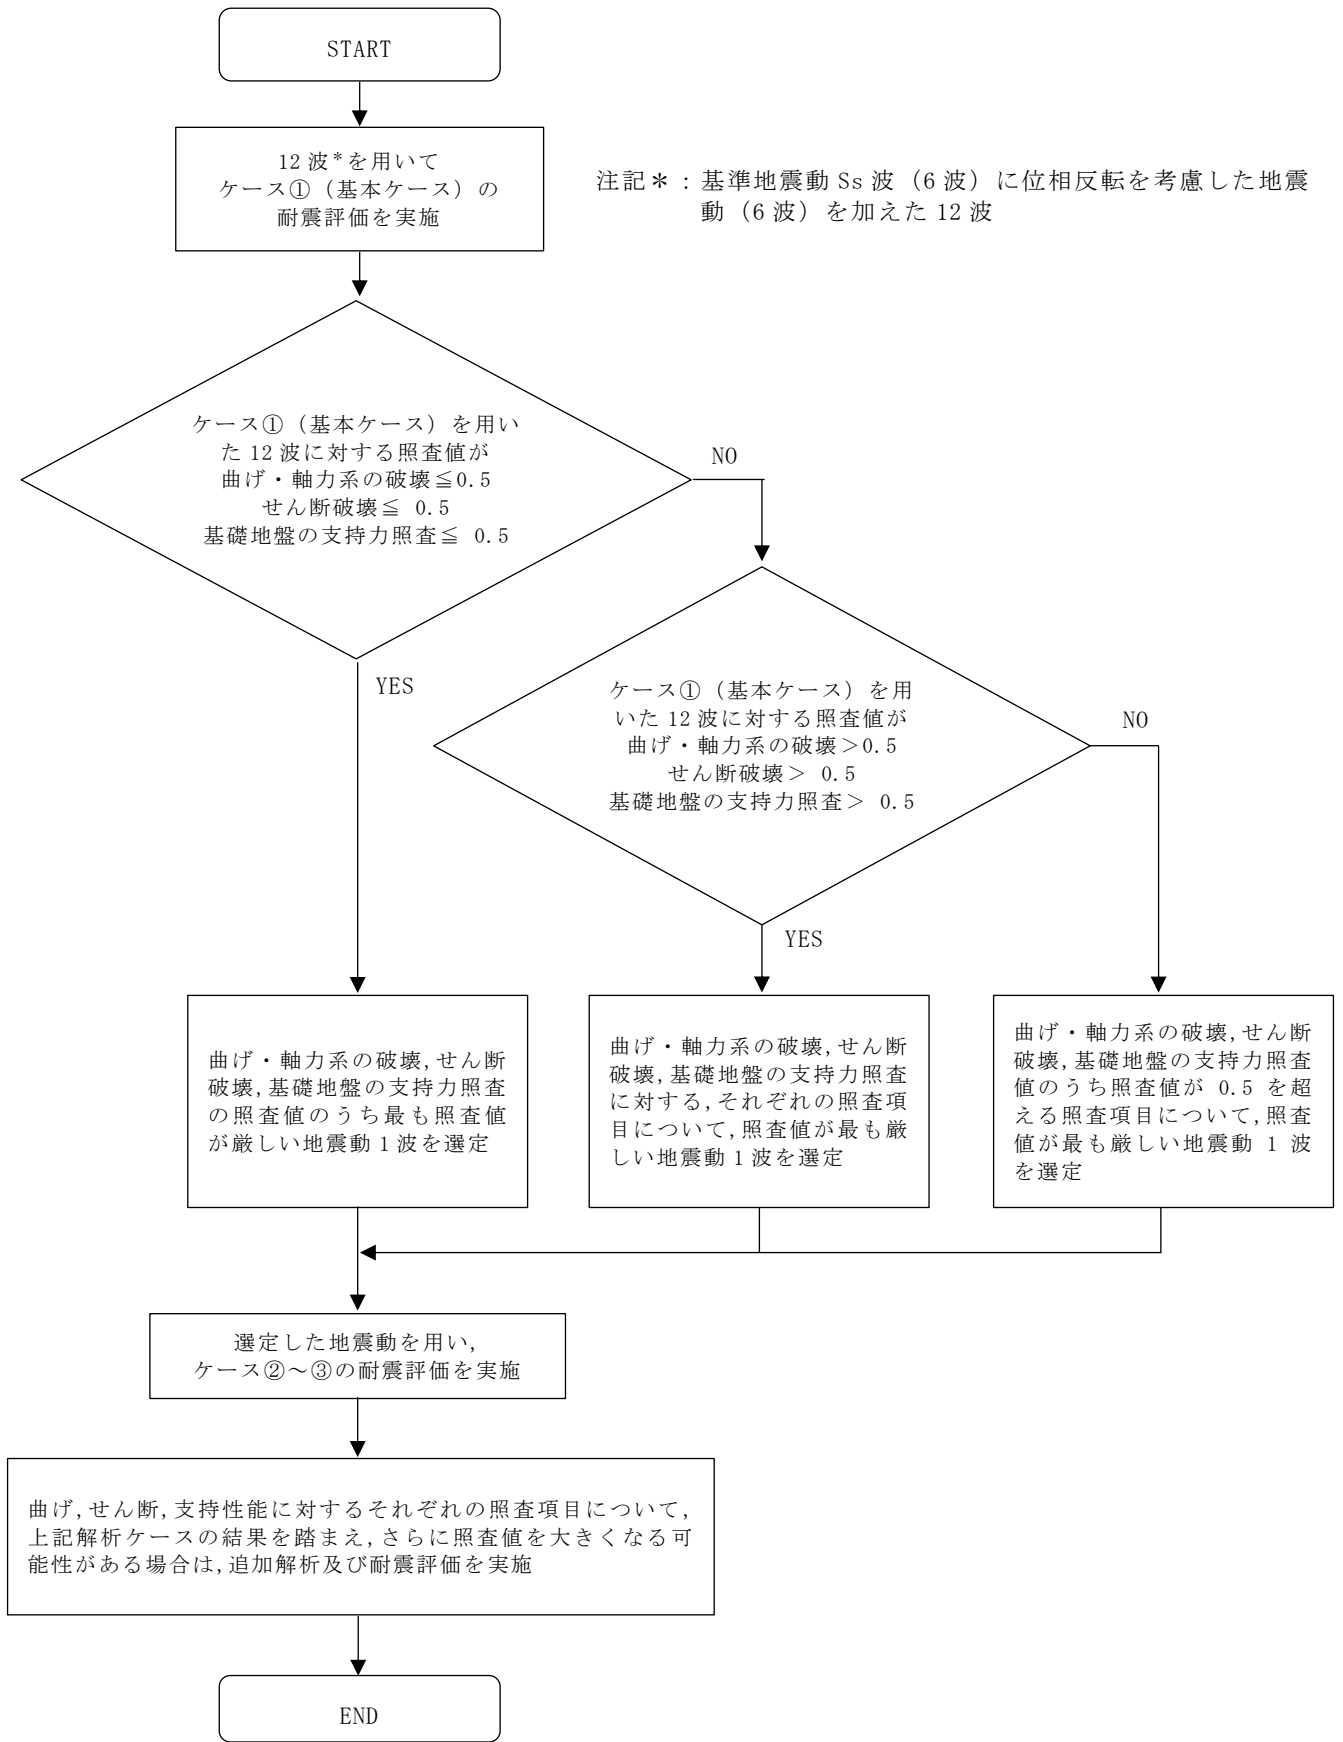 START
12 波*を用いて
ケース①（基本ケース）の
耐震評価を実施
注記＊：基準地震動 Ss 波（6 波）に位相反転を考慮した地震
動（6 波）を加えた 12 波
ケース①（基本ケース）を用い
た 12 波に対する照査値が
曲げ・軸力系の破壊≦0.5
せん断破壊≦ 0.5
基礎地盤の支持力照査≦ 0.5
NO
YES
ケース①（基本ケース）を用
いた 12 波に対する照査値が
曲げ・軸力系の破壊＞0.5
せん断破壊＞ 0.5
基礎地盤の支持力照査＞ 0.5
NO
YES
曲げ・軸力系の破壊,せん断
破壊,基礎地盤の支持力照査
の照査値のうち最も照査値
が厳しい地震動 1 波を選定
曲げ・軸力系の破壊,せん断
破壊,基礎地盤の支持力照査
に対する,それぞれの照査項
目について,照査値が最も厳
しい地震動 1 波を選定
曲げ・軸力系の破壊,せん断
破壊,基礎地盤の支持力照査
値のうち照査値が 0.5 を超
える照査項目について,照査
値が最も厳しい地震動 1 波
を選定
選定した地震動を用い,
ケース②～③の耐震評価を実施
曲げ,せん断,支持性能に対するそれぞれの照査項目について,
上記解析ケースの結果を踏まえ,さらに照査値を大きくなる可
能性がある場合は,追加解析及び耐震評価を実施
END